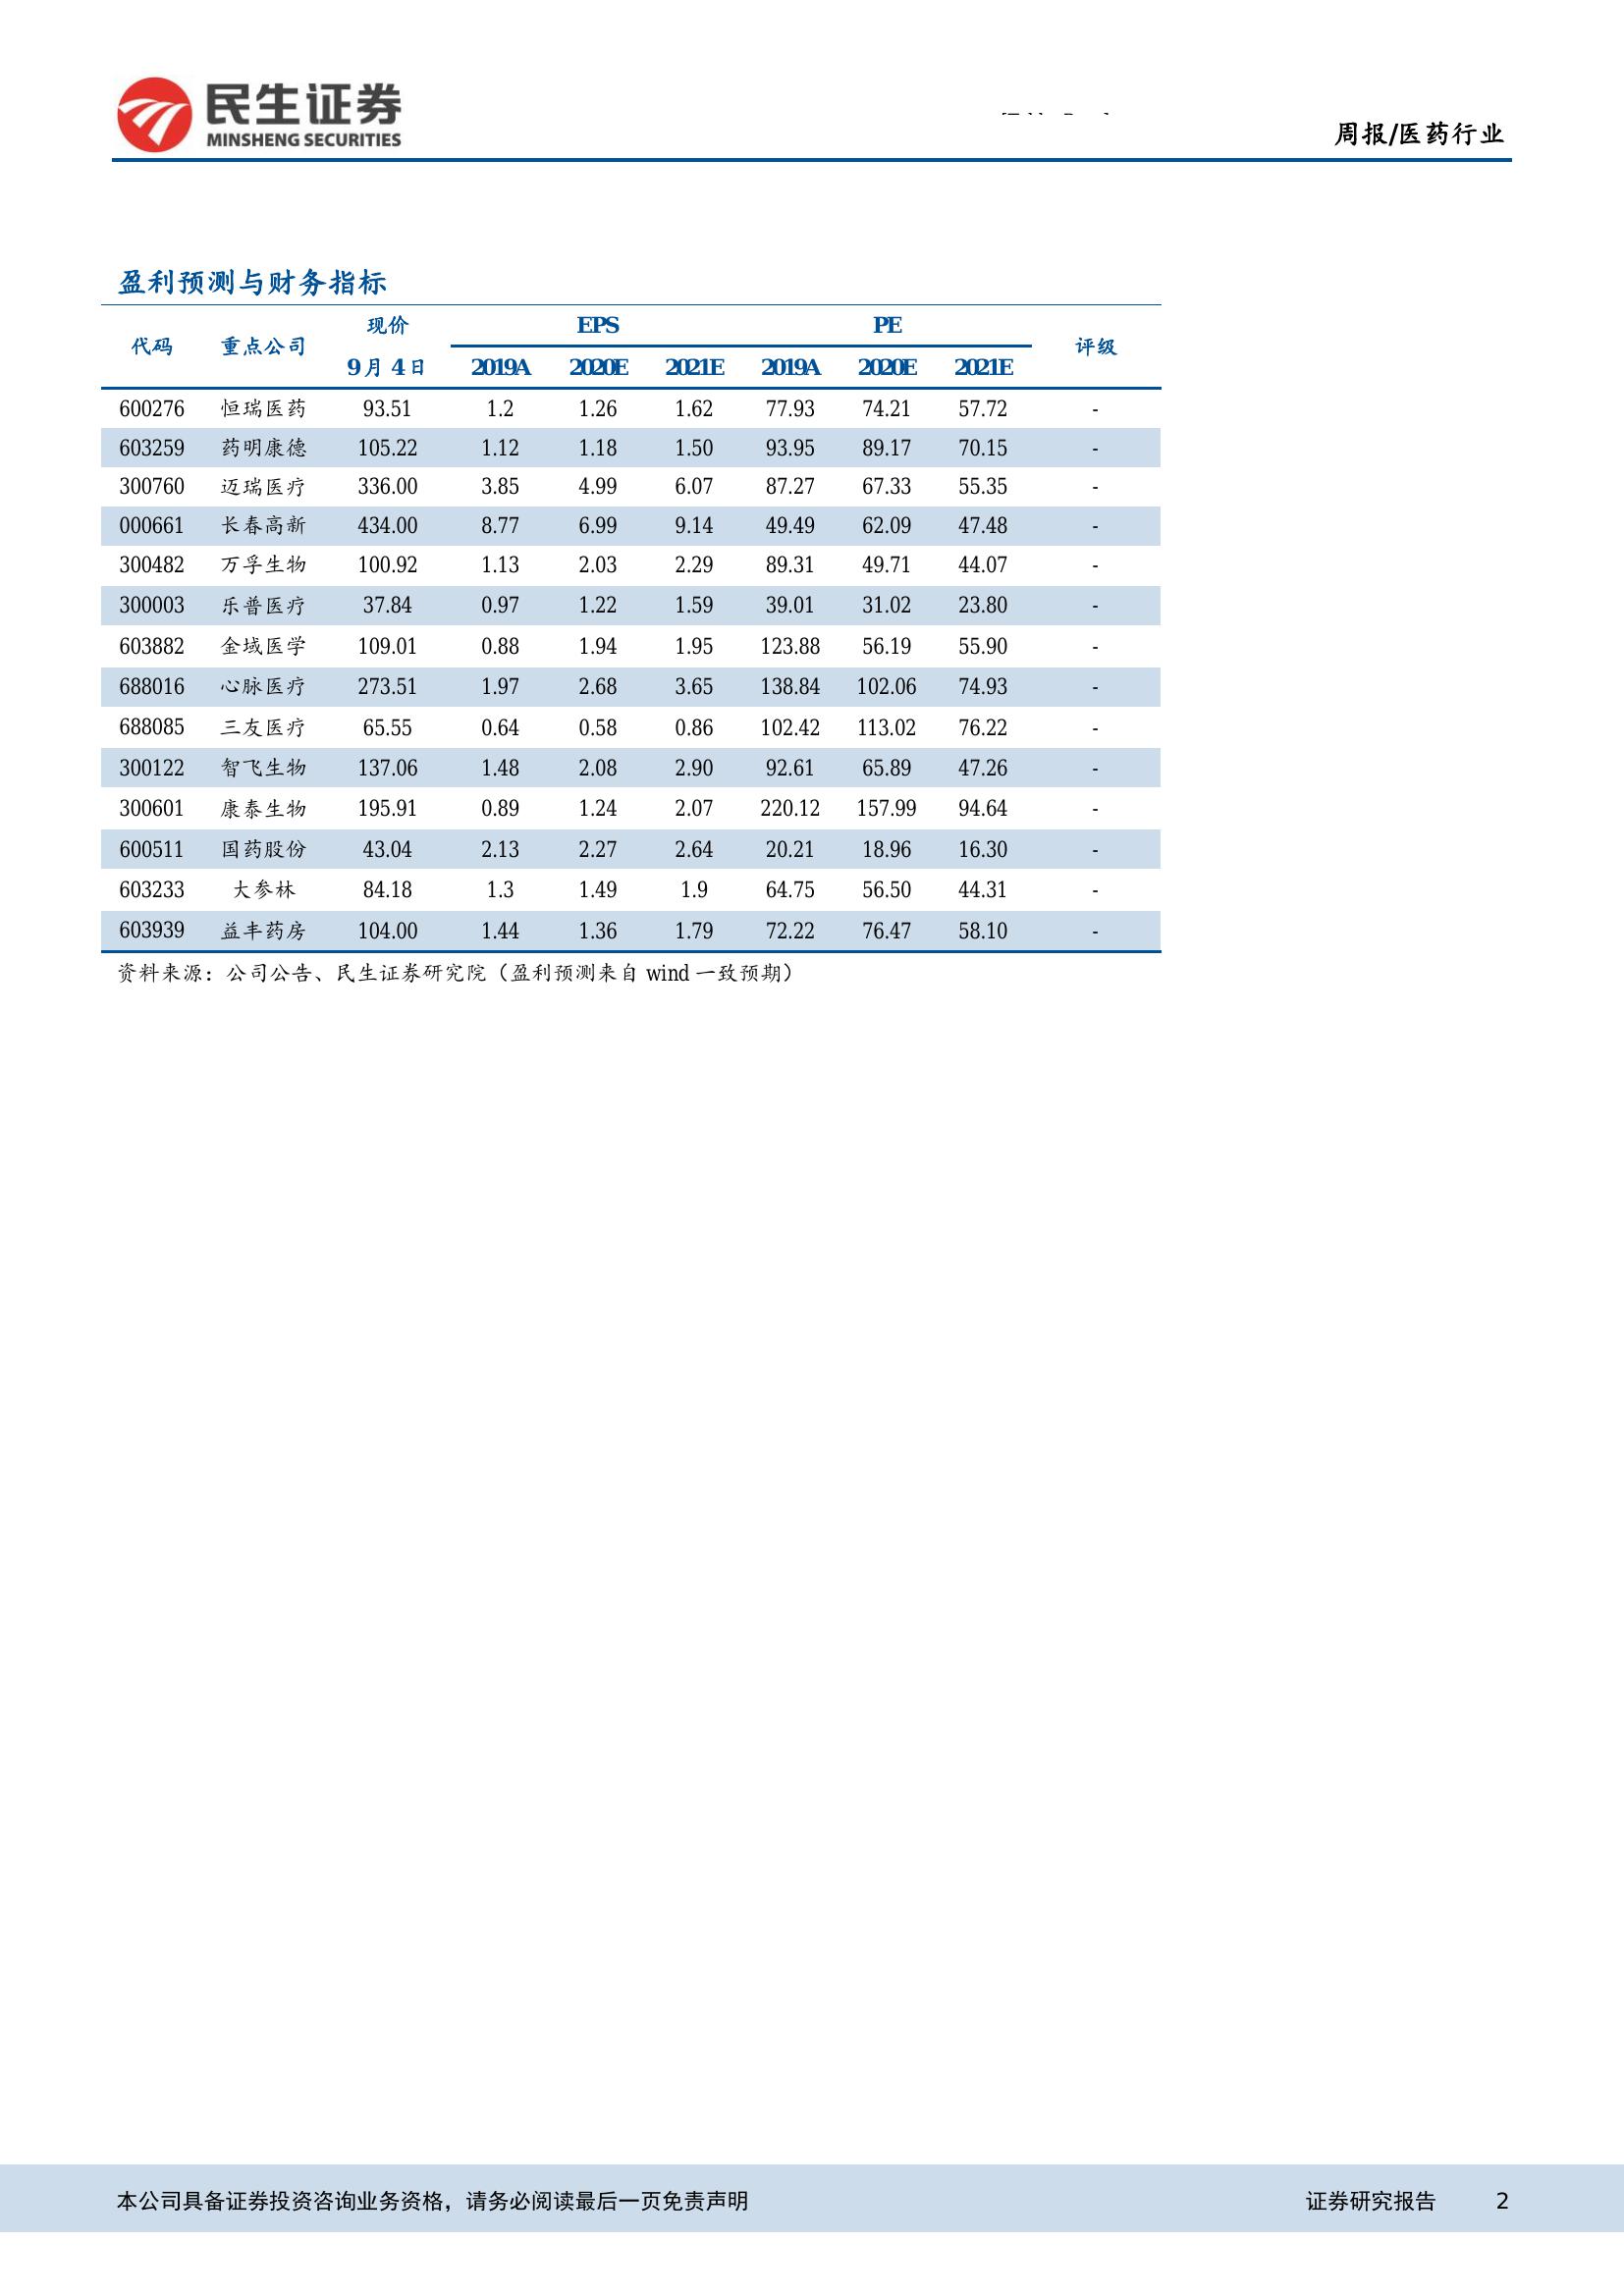 民生证券
MINSHENG SECURITIES
周报/医药行业
盈利预测与财务指标
代码 重点公司 现价 EPS PE 评级
9月4日 2019A 2020E 2021E 2019A 2020E 2021E
600276 恒瑞医药 93.51 1.2 1.26 1.62 77.93 74.21 57.72 -
603259 药明康德 105.22 1.12 1.18 1.50 93.95 89.17 70.15 -
300760 迈瑞医疗 336.00 3.85 4.99 6.07 87.27 67.33 55.35 -
000661 长春高新 434.00 8.77 6.99 9.14 49.49 62.09 47.48 -
300482 万孚生物 100.92 1.13 2.03 2.29 89.31 49.71 44.07 -
300003 乐普医疗 37.84 0.97 1.22 1.59 39.01 31.02 23.80 -
603882 金域医学 109.01 0.88 1.94 1.95 123.88 56.19 55.90 -
688016 心脉医疗 273.51 1.97 2.68 3.65 138.84 102.06 74.93 -
688085 三友医疗 65.55 0.64 0.58 0.86 102.42 113.02 76.22 -
300122 智飞生物 137.06 1.48 2.08 2.90 92.61 65.89 47.26 -
300601 康泰生物 195.91 0.89 1.24 2.07 220.12 157.99 94.64 -
600511 国药股份 43.04 2.13 2.27 2.64 20.21 18.96 16.30 -
603233 大参林 84.18 1.3 1.49 1.9 64.75 56.50 44.31 -
603939 益丰药房 104.00 1.44 1.36 1.79 72.22 76.47 58.10 -
资料来源：公司公告、民生证券研究院（盈利预测来自 wind 一致预期）
本公司具备证券投资咨询业务资格，请务必阅读最后一页免责声明 证券研究报告 2